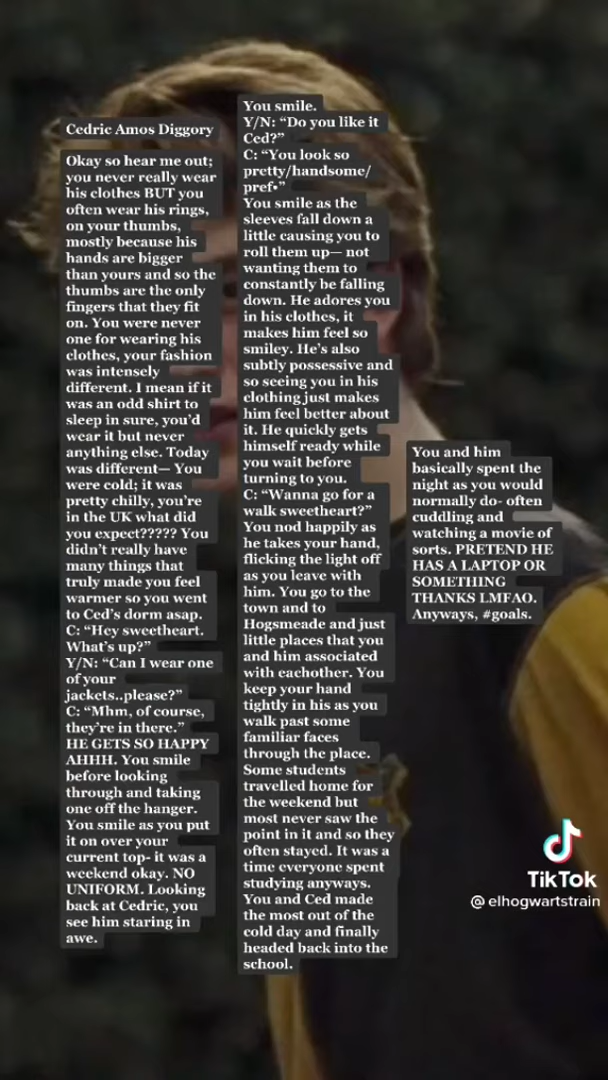 Cedric Amos Diggory
Okay so hear me out;
you never really wear
his clothes BUT you
often wear his rings,
on your thumbs,
mostly because his
hands are bigger
than yours and so the
thumbs are the only
fingers that they fit
on. You were never
one for wearing his
clothes, your fashion
was intensely
different. I mean if it
was an odd shirt to
sleep in sure, you’d
wear it but never
anything else. Today
was different— You
were cold; it was
pretty chilly, you’re
in the UK what did
you expect????? You
didn’t really have
many things that
truly made you feel
warmer so you went
to Ced’s dorm asap.
C: “Hey sweetheart.
What’s up?”
Y/N: “Can I wear one
of your
jackets..please?”
C: “Mhm, of course,
they’re in there.”
HE GETS SO HAPPY
AHHH. You smile
before looking
through and taking
one off the hanger.
You smile as you put
it on over your
current top- it was a
weekend okay. NO
UNIFORM. Looking
back at Cedric, you
see him staring in
awe.
You smile.
Y/N: “Do you like it
Ced?”
C: “You look so
pretty/handsome/
pref•”
You smile as the
sleeves fall down a
little causing you to
roll them up— not
wanting them to
constantly be falling
down. He adores you
in his clothes, it
makes him feel so
smiley. He’s also
subtly possessive and
so seeing you in his
clothing just makes
him feel better about
it. He quickly gets
himself ready while
you wait before
turning to you.
C: “Wanna go for a
walk sweetheart?”
You nod happily as
he takes your hand,
flicking the light off
as you leave with
him. You go to the
town and to
Hogsmeade and just
little places that you
and him associated
with eachother. You
keep your hand
tightly in his as you
walk past some
familiar faces
through the place.
Some students
travelled home for
the weekend but
most never saw the
point in it and so they
often stayed. It was a
time everyone spent
studying anyways.
You and Ced made
the most out of the
cold day and finally
headed back into the
school.
You and him
basically spent the
night as you would
normally do- often
cuddling and
watching a movie of
sorts. PRETEND HE
HAS A LAPTOP OR
SOMETHING
THANKS LMFAO.
Anyways, #goals.
TikTok
@ elhogwartstrain